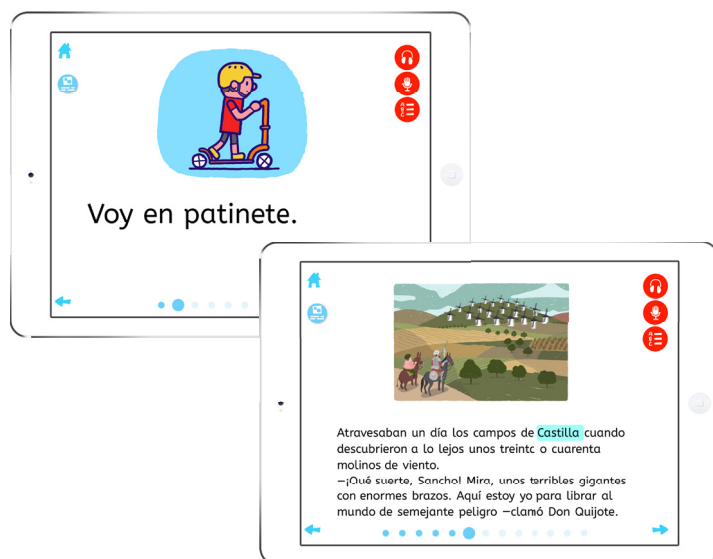 Voy en patinete.
A
B
C
Atravesaban un día los campos de Castilla cuando
descubrieron a lo lejos unos treinta o cuarenta
molinos de viento.
—¡Qué suerte, Sancho! Mira, unos terribles gigantes
con enormes brazos. Aquí estoy yo para librar al
mundo de semejante peligro —clamó Don Quijote.
A
B
C